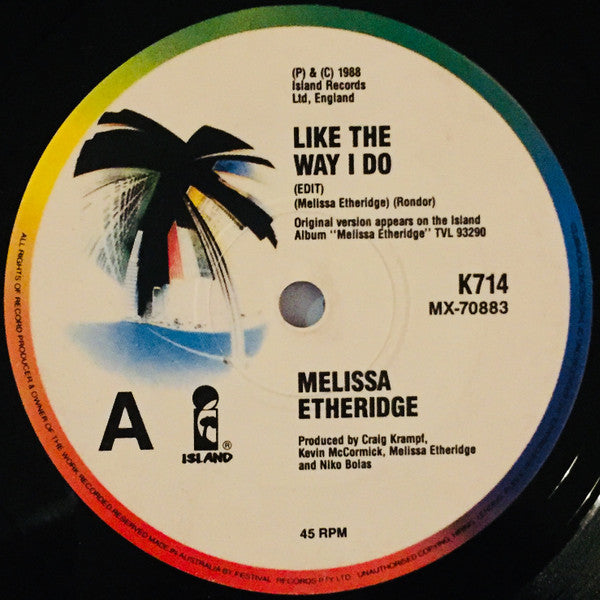 (P) & (C) 1988
Island Records
Ltd, England
LIKE THE
WAY I DO
(EDIT)
(Melissa Etheridge) (Rondor)
Original version appears on the Island
Album "Melissa Etheridge" TVL 93290
K714
MX-70883
MELISSA
ETHERIDGE
A
ISLAND
®
Produced by Craig Krampf,
Kevin McCormick, Melissa Etheridge
and Niko Bolas
45 RPM
ALL RIGHTS OF RECORD PRODUCER & OWNER OF THE WORK RECORDED RESERVED MADE IN AUSTRALIA BY FESTIVAL RECORDS PTY LTD. UNAUTHORISED COPYING, HIRING,